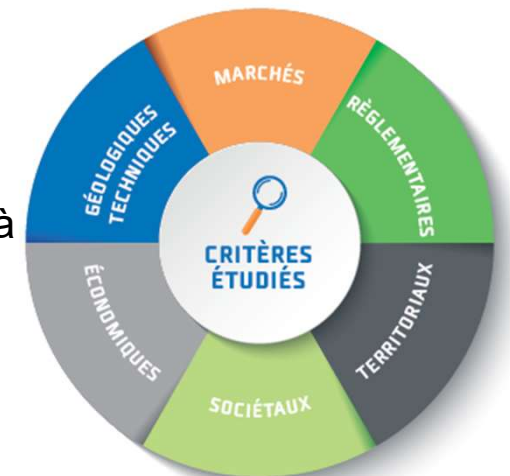 MARCHÉS
RÈGLEMENTAIRES
TERRITORIAUX
SOCIÉTAUX
ÉCONOMIQUES
GÉOLOGIQUES
TECHNIQUES
CRITÈRES
ÉTUDIÉS
à